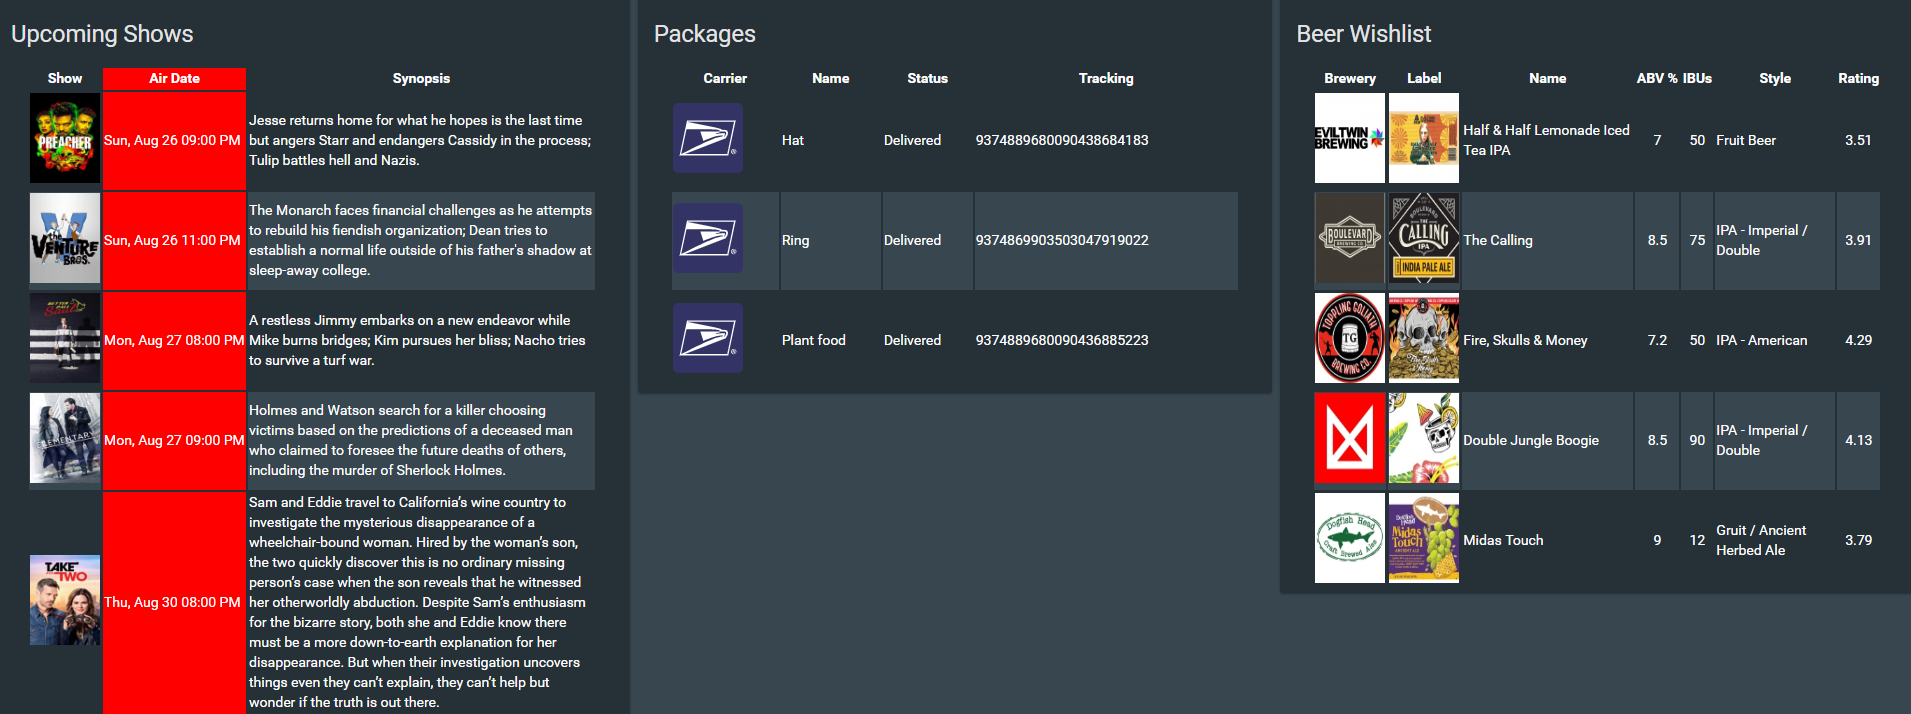 Upcoming Shows
Show Air Date Synopsis
PREACHER
Sun, Aug 26 09:00 PM
Jesse returns home for what he hopes is the last time
but angers Starr and endangers Cassidy in the process;
Tulip battles hell and Nazis.
the
VENTURE
BROS.
Sun, Aug 26 11:00 PM
The Monarch faces financial challenges as he attempts
to rebuild his fiendish organization; Dean tries to
establish a normal life outside of his father's shadow at
sleep-away college.
BETTER
CALL
Saul
Mon, Aug 27 08:00 PM
A restless Jimmy embarks on a new endeavor while
Mike burns bridges; Kim pursues her bliss; Nacho tries
to survive a turf war.
ELEMENTARY
Mon, Aug 27 09:00 PM
Holmes and Watson search for a killer choosing
victims based on the predictions of a deceased man
who claimed to foresee the future deaths of others,
including the murder of Sherlock Holmes.
TAKE
TWO
Thu, Aug 30 08:00 PM
Sam and Eddie travel to California’s wine country to
investigate the mysterious disappearance of a
wheelchair-bound woman. Hired by the woman’s son,
the two quickly discover this is no ordinary missing
person’s case when the son reveals that he witnessed
her otherworldly abduction. Despite Sam’s enthusiasm
for the bizarre story, both she and Eddie know there
must be a more down-to-earth explanation for her
disappearance. But when their investigation uncovers
things even they can’t explain, they can’t help but
wonder if the truth is out there.
Packages
Carrier Name Status Tracking
Hat Delivered 9374889680090438684183
Ring Delivered 9374869903503047919022
Plant food Delivered 9374889680090436885223
Beer Wishlist
Brewery Label Name ABV % IBUs Style Rating
EVILTWIN
BREWING
Half & Half Lemonade Iced
Tea IPA
7 50 Fruit Beer 3.51
BOULEVARD
BREWING CO.
BOULEVARD
THE
CALLING
IPA
INDIA PALE ALE
The Calling 8.5 75
IPA - Imperial /
Double
3.91
TOPPLING GOLIATH
TG
BREWING CO.
Fire, Skulls & Money 7.2 50 IPA - American 4.29
Double Jungle Boogie 8.5 90
IPA - Imperial /
Double
4.13
Dogfish Head
Craft Brewed Ales
Dogfish
Head
Midas
Touch
ANCIENT ALE
Midas Touch 9 12
Gruit / Ancient
Herbed Ale
3.79